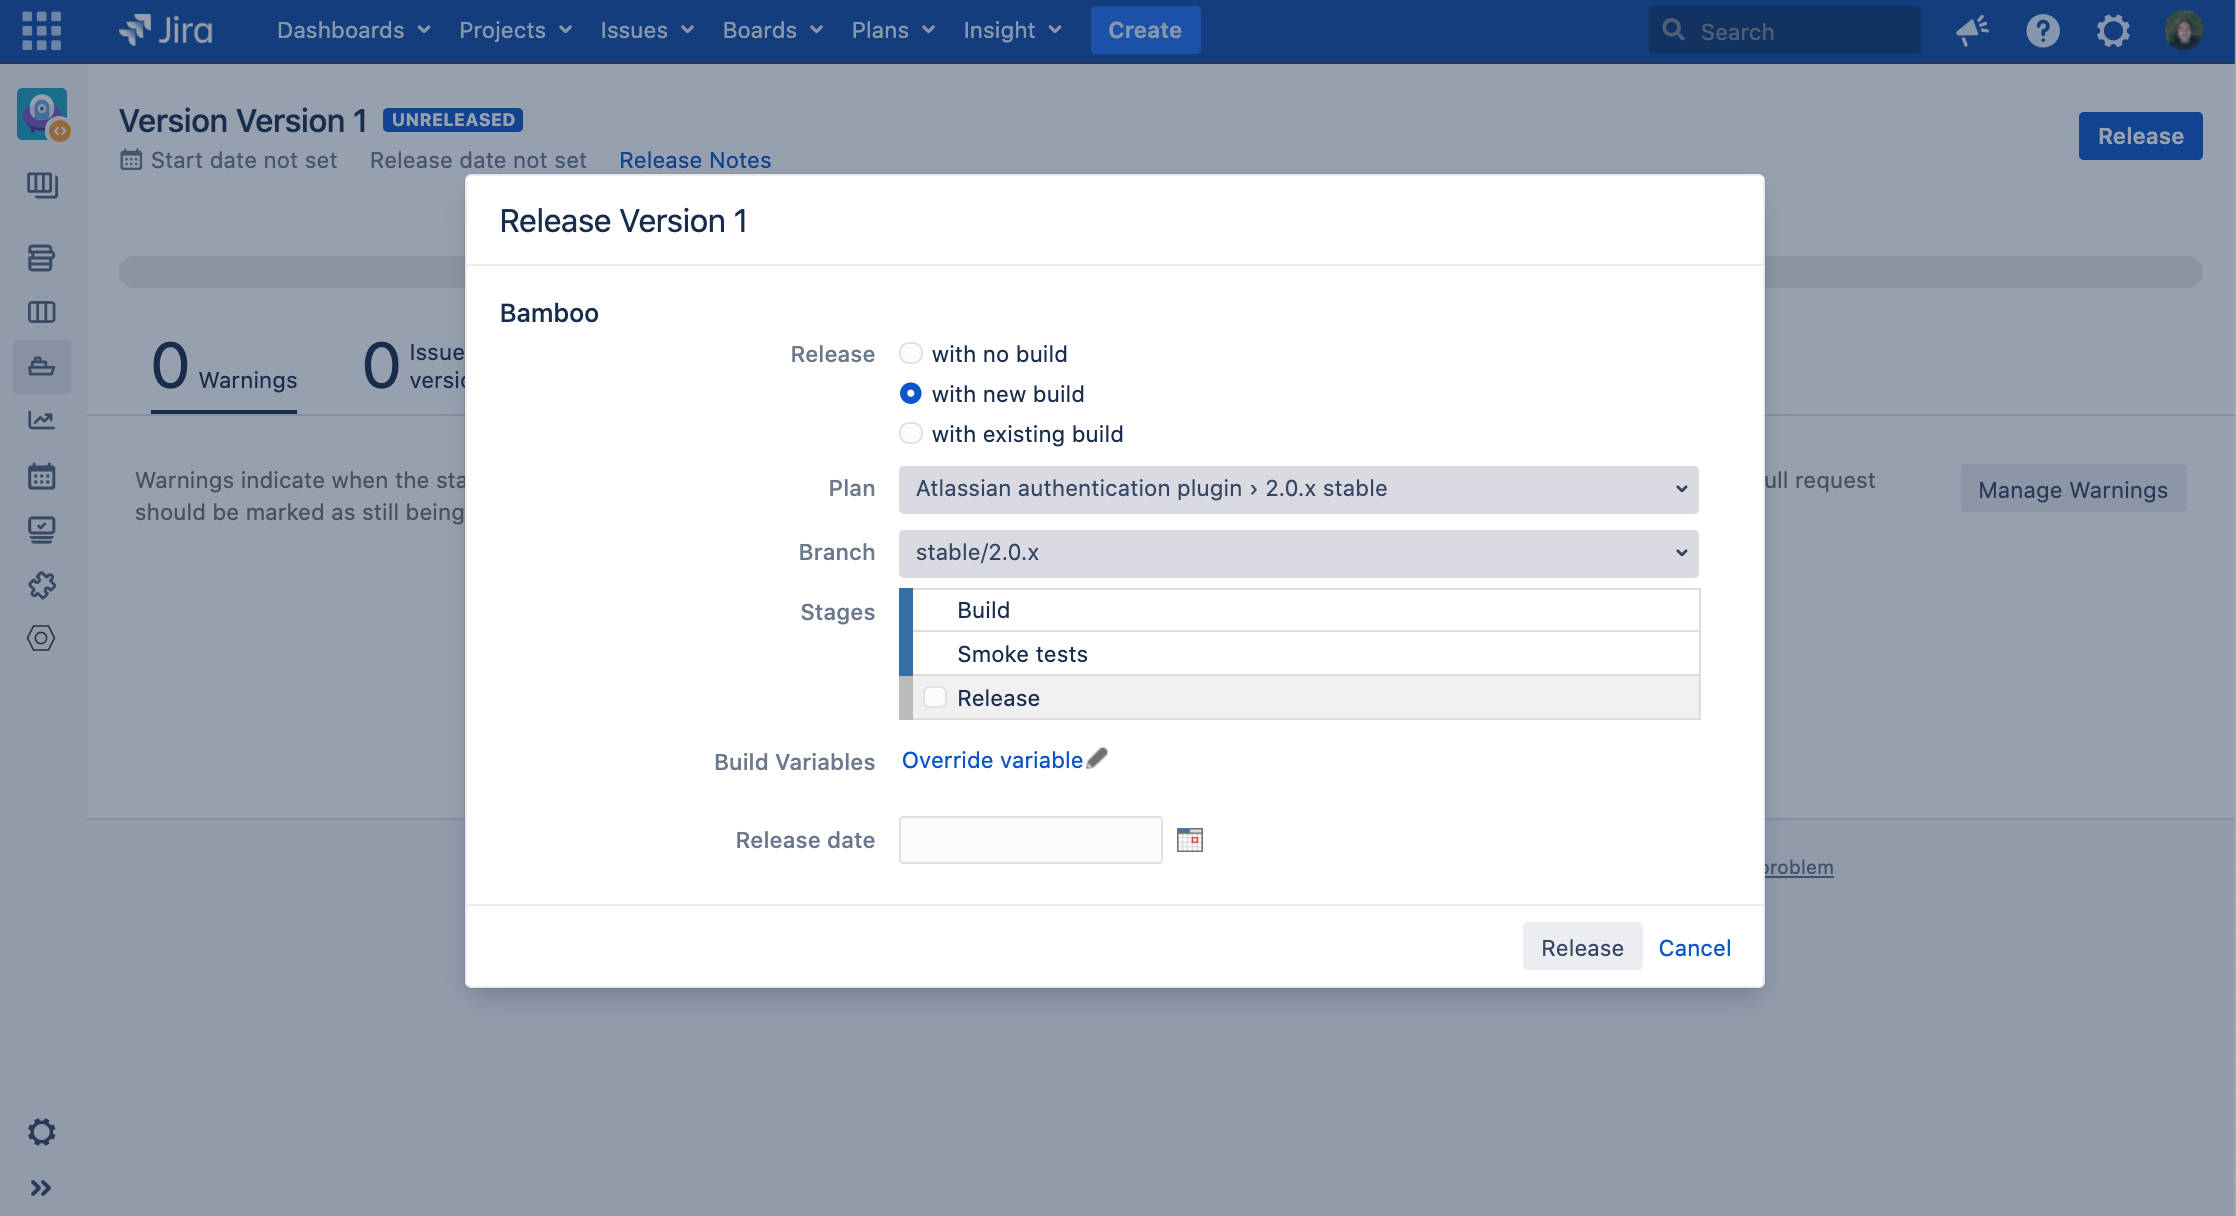 Jira Dashboards Projects Issues Boards Plans Insight Create Search
Version Version 1 UNRELEASED
Release
Start date not set Release date not set Release Notes
Release Version 1
Bamboo
Release with no build
with new build
with existing build
0 Warnings 0 Issue
versic
Plan Atlassian authentication plugin › 2.0.x stable
Warnings indicate when the sta ull request Manage Warnings
should be marked as still being
Branch stable/2.0.x
Stages Build
Smoke tests
Release
Build Variables Override variable
Release date
problem
Release Cancel